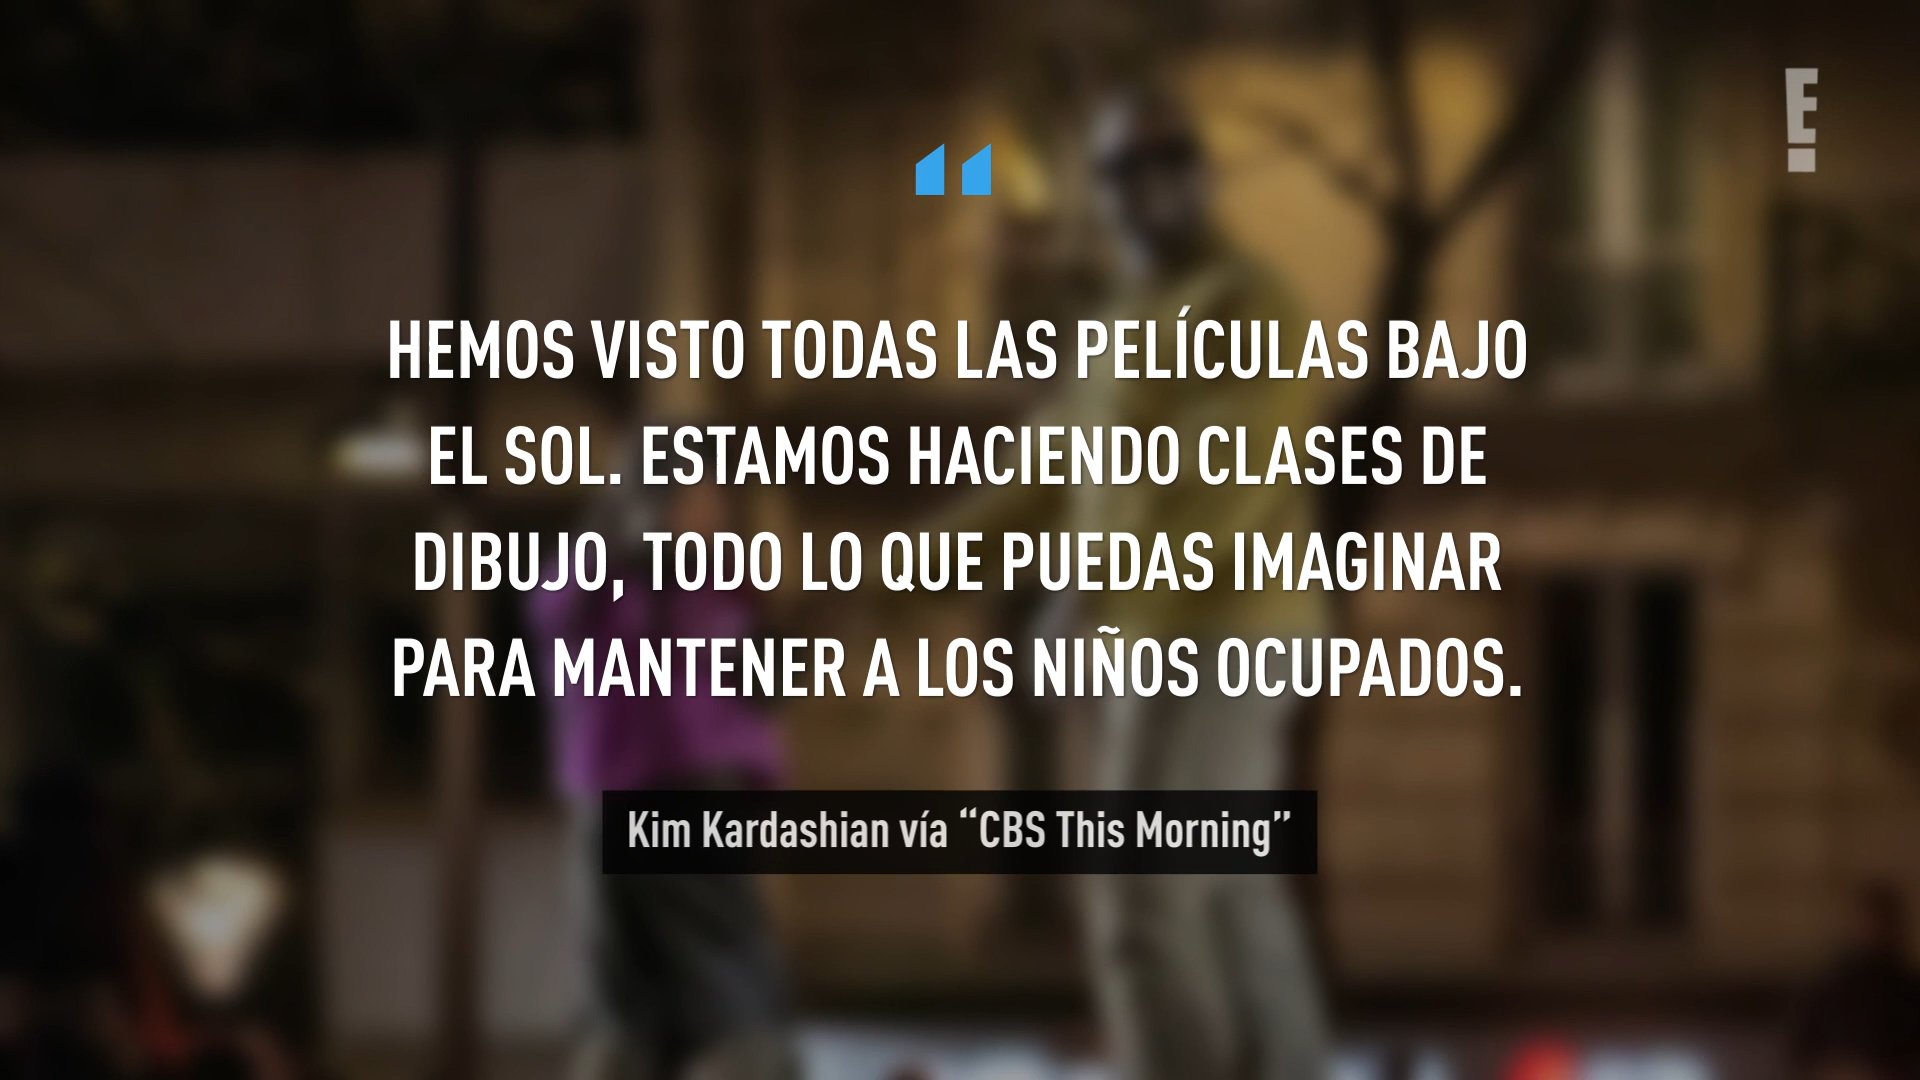 E!
HEMOS VISTO TODAS LAS PELÍCULAS BAJO
EL SOL. ESTAMOS HACIENDO CLASES DE
DIBUJO, TODO LO QUE PUEDAS IMAGINAR
PARA MANTENER A LOS NIÑOS OCUPADOS.
Kim Kardashian vía “CBS This Morning”